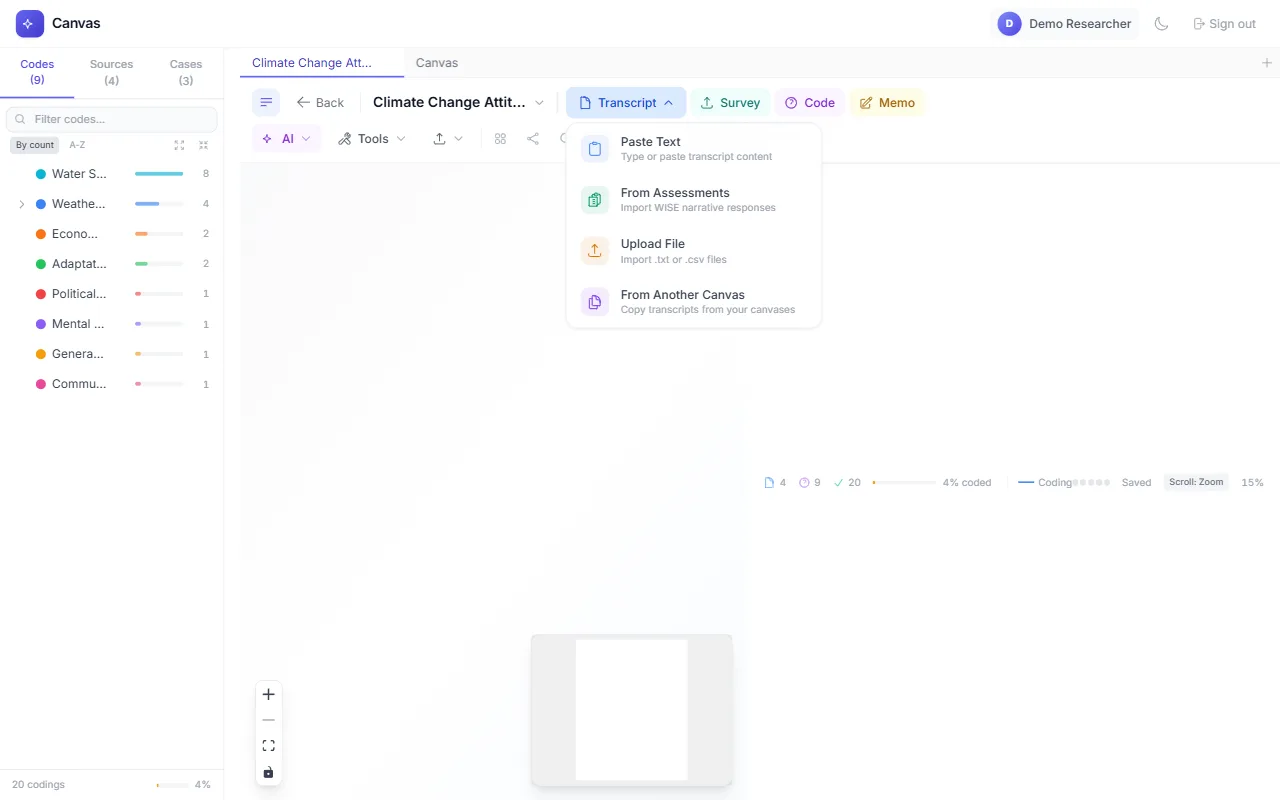 Canvas
D Demo Researcher
Sign out
Codes (9)
Sources (4)
Cases (3)
Climate Change Att...
Canvas
Filter codes...
By count
A-Z
Back
Climate Change Attit...
Transcript
Survey
Code
Memo
AI
Tools
Water S... 8
Weathe... 4
Econo... 2
Adaptat... 2
Political... 1
Mental ... 1
Genera... 1
Commu... 1
Paste Text
Type or paste transcript content
From Assessments
Import WISE narrative responses
Upload File
Import .txt or .csv files
From Another Canvas
Copy transcripts from your canvases
4 9 20 4% coded Coding Saved Scroll: Zoom 15%
20 codings 4%